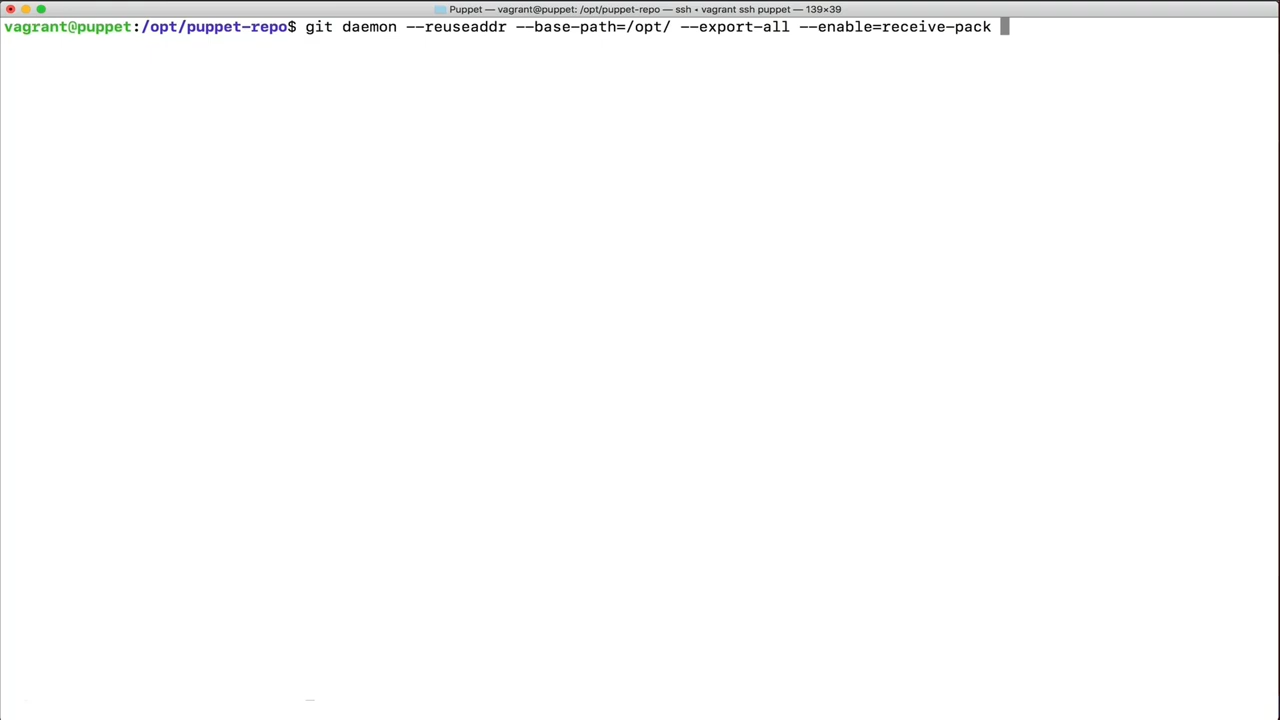 Puppet — vagrant@puppet: /opt/puppet-repo — ssh ◂ vagrant ssh puppet — 139×39
vagrant@puppet:/opt/puppet-repo$ git daemon --reuseaddr --base-path=/opt/ --export-all --enable=receive-pack